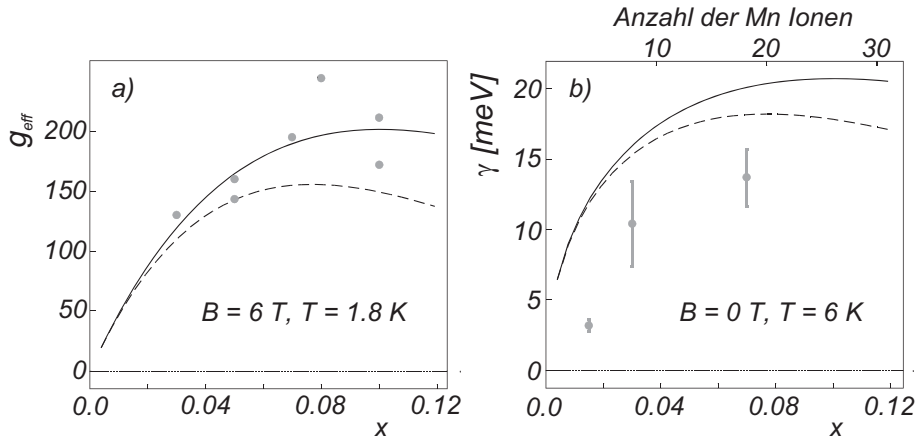 Anzahl der Mn Ionen
10 20 30
a)
g_eff
200
150
100
50
0
B = 6 T, T = 1.8 K
0.0 0.04 0.08 0.12
x
b)
γ [meV]
20
15
10
5
0
B = 0 T, T = 6 K
0.0 0.04 0.08 0.12
x